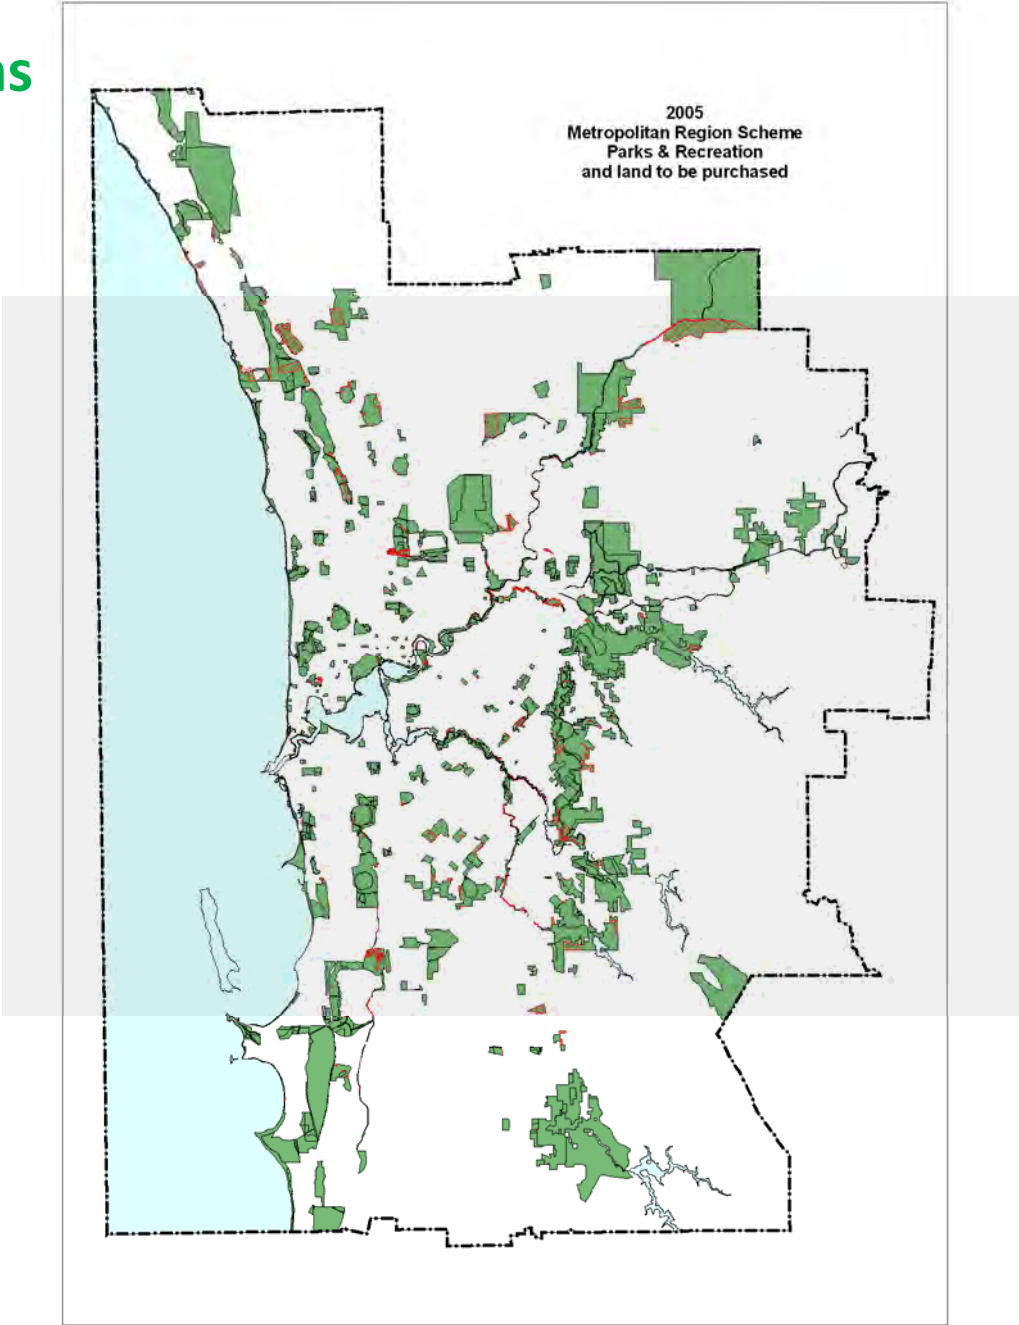 2005
Metropolitan Region Scheme
Parks & Recreation
and land to be purchased